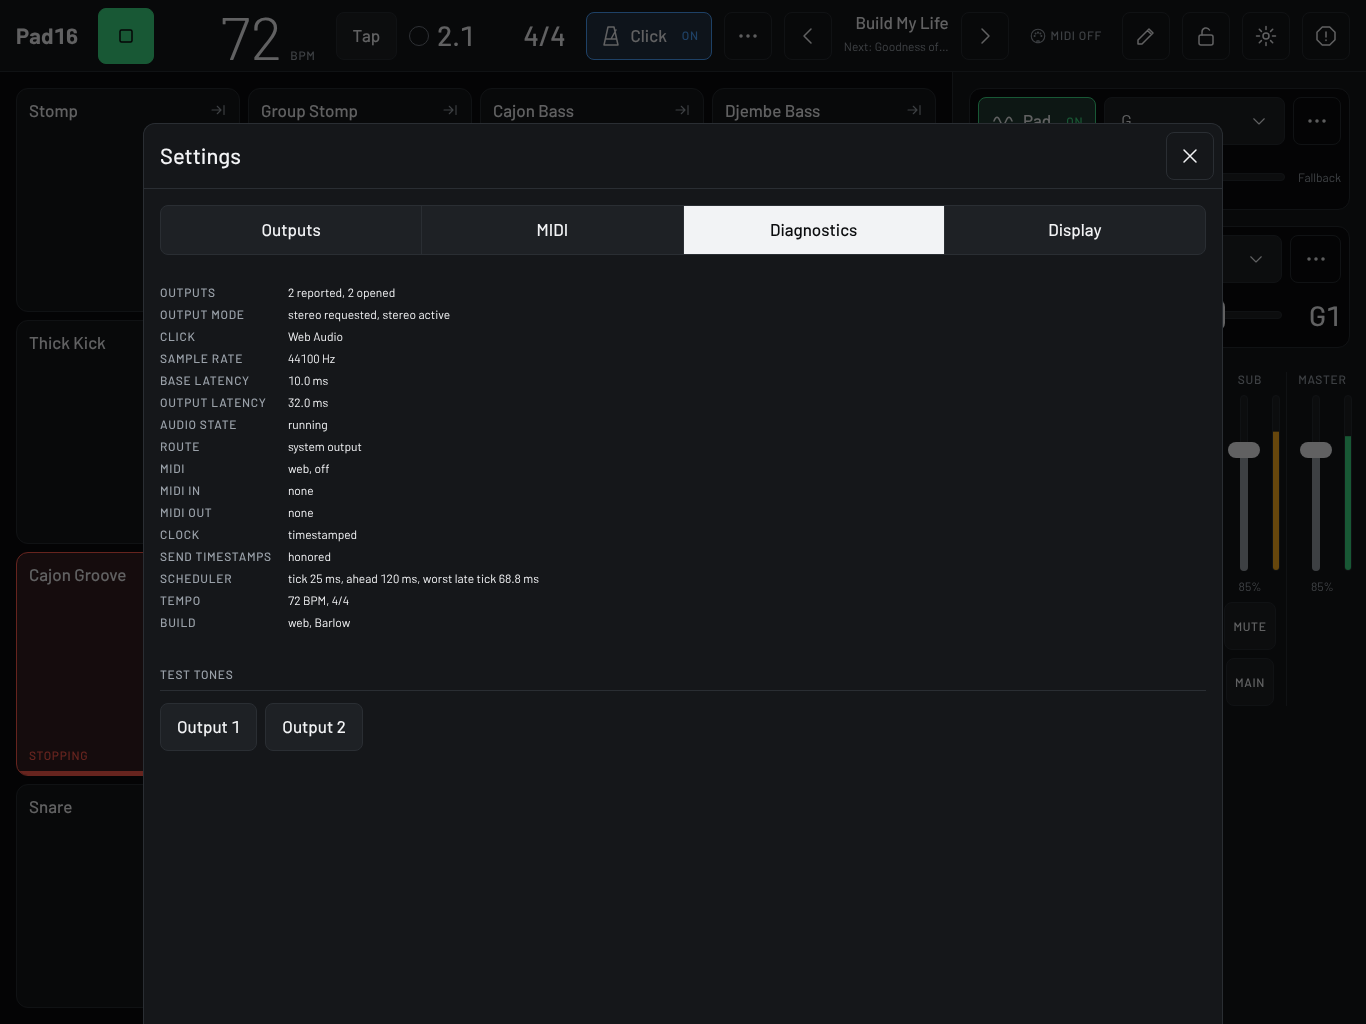 Pad16
72 BPM
Tap
2.1
4/4
Click ON
Build My Life
Next: Goodness of...
MIDI OFF
Stomp
Group Stomp
Cajon Bass
Djembe Bass
Pad ON
G
Fallback
Settings
Outputs
MIDI
Diagnostics
Display
OUTPUTS 2 reported, 2 opened
OUTPUT MODE stereo requested, stereo active
CLICK Web Audio
SAMPLE RATE 44100 Hz
BASE LATENCY 10.0 ms
OUTPUT LATENCY 32.0 ms
AUDIO STATE running
ROUTE system output
MIDI web, off
MIDI IN none
MIDI OUT none
CLOCK timestamped
SEND TIMESTAMPS honored
SCHEDULER tick 25 ms, ahead 120 ms, worst late tick 68.8 ms
TEMPO 72 BPM, 4/4
BUILD web, Barlow
TEST TONES
Output 1
Output 2
Thick Kick
Cajon Groove
STOPPING
Snare
G1
SUB
MASTER
85%
85%
MUTE
MAIN